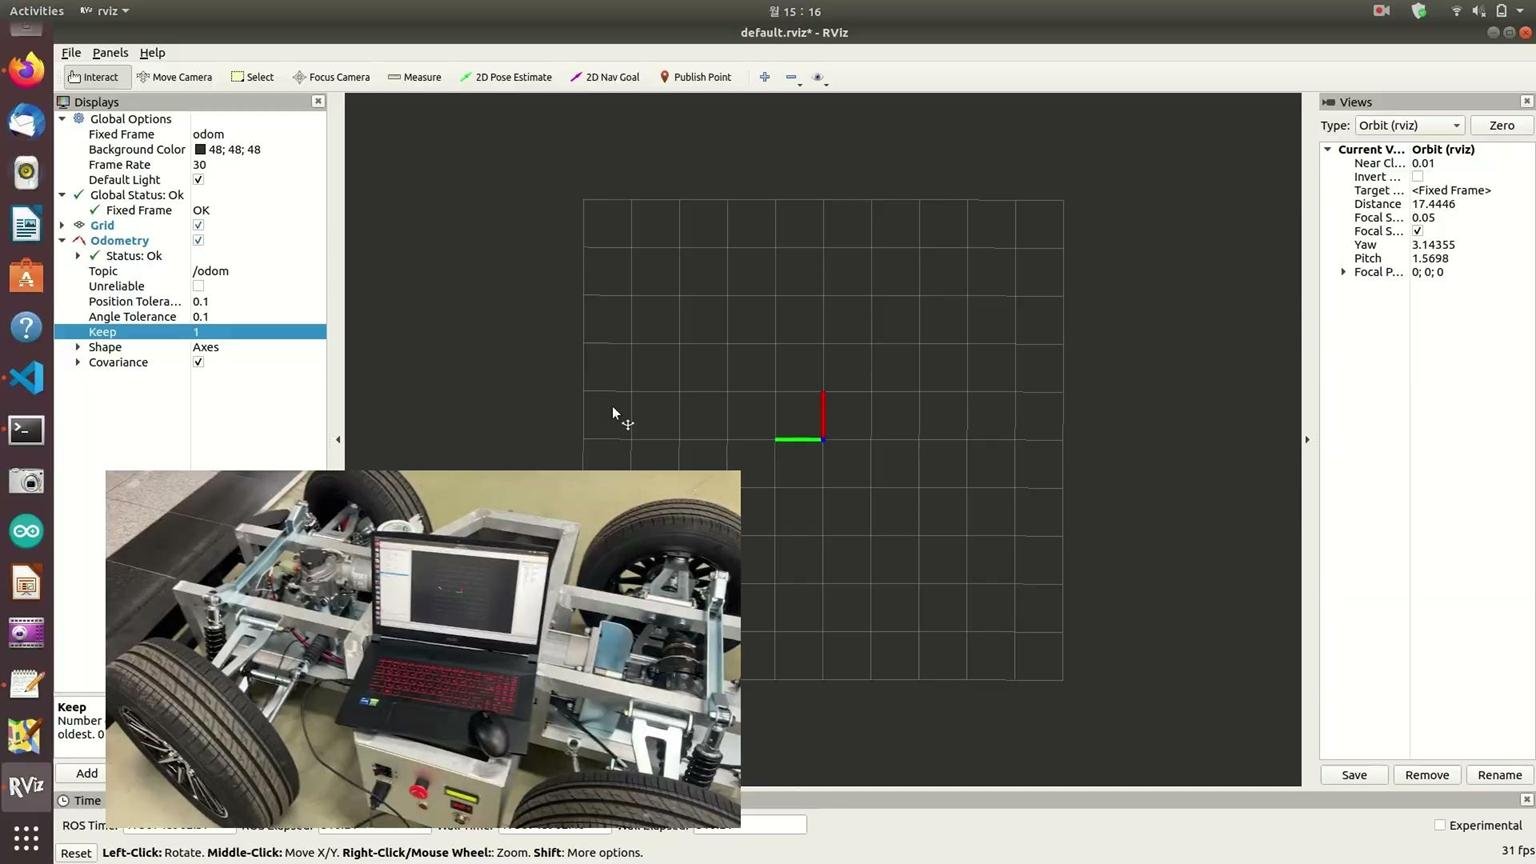 Activities
rviz
월 15 : 16
default.rviz* - RViz
File Panels Help
Interact Move Camera Select Focus Camera Measure 2D Pose Estimate 2D Nav Goal Publish Point
Displays
Global Options
Fixed Frame odom
Background Color 48; 48; 48
Frame Rate 30
Default Light
Global Status: Ok
Fixed Frame OK
Grid
Odometry
Status: Ok
Topic /odom
Unreliable
Position Tolera... 0.1
Angle Tolerance 0.1
Keep 1
Shape Axes
Covariance
Keep
Number
oldest. 0
Add
Views
Type: Orbit (rviz) Zero
Current V... Orbit (rviz)
Near Cl... 0.01
Invert ...
Target ... <Fixed Frame>
Distance 17.4446
Focal S... 0.05
Focal S...
Yaw 3.14355
Pitch 1.5698
Focal P... 0; 0; 0
Save Remove Rename
RViz
Time
ROS Time:
Experimental
Reset Left-Click: Rotate. Middle-Click: Move X/Y. Right-Click/Mouse Wheel:: Zoom. Shift: More options.
31 fps